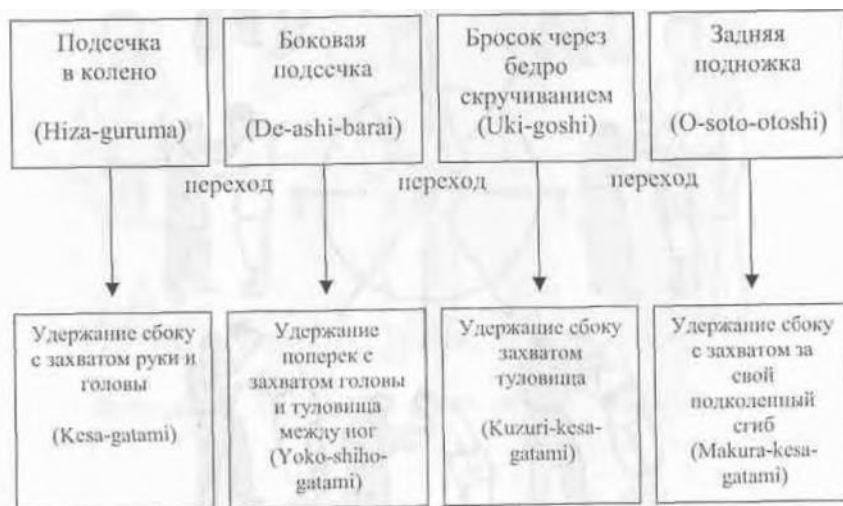 Подсечка
в колено
(Hiza-guruma)
Боковая
подсечка
(De-ashi-barai)
Бросок через
бедро
скручиванием
(Uki-goshi)
Задняя
подножка
(O-soto-otoshi)
переход
переход
переход
Удержание сбоку
с захватом руки и
головы
(Kesa-gatami)
Удержание
поперек с
захватом головы
и туловища
между ног
(Yoko-shiho-
gatami)
Удержание сбоку
захватом
туловища
(Kuzuri-kesa-
gatami)
Удержание сбоку
с захватом за
свой
подколенный
сгиб
(Makura-kesa-
gatami)